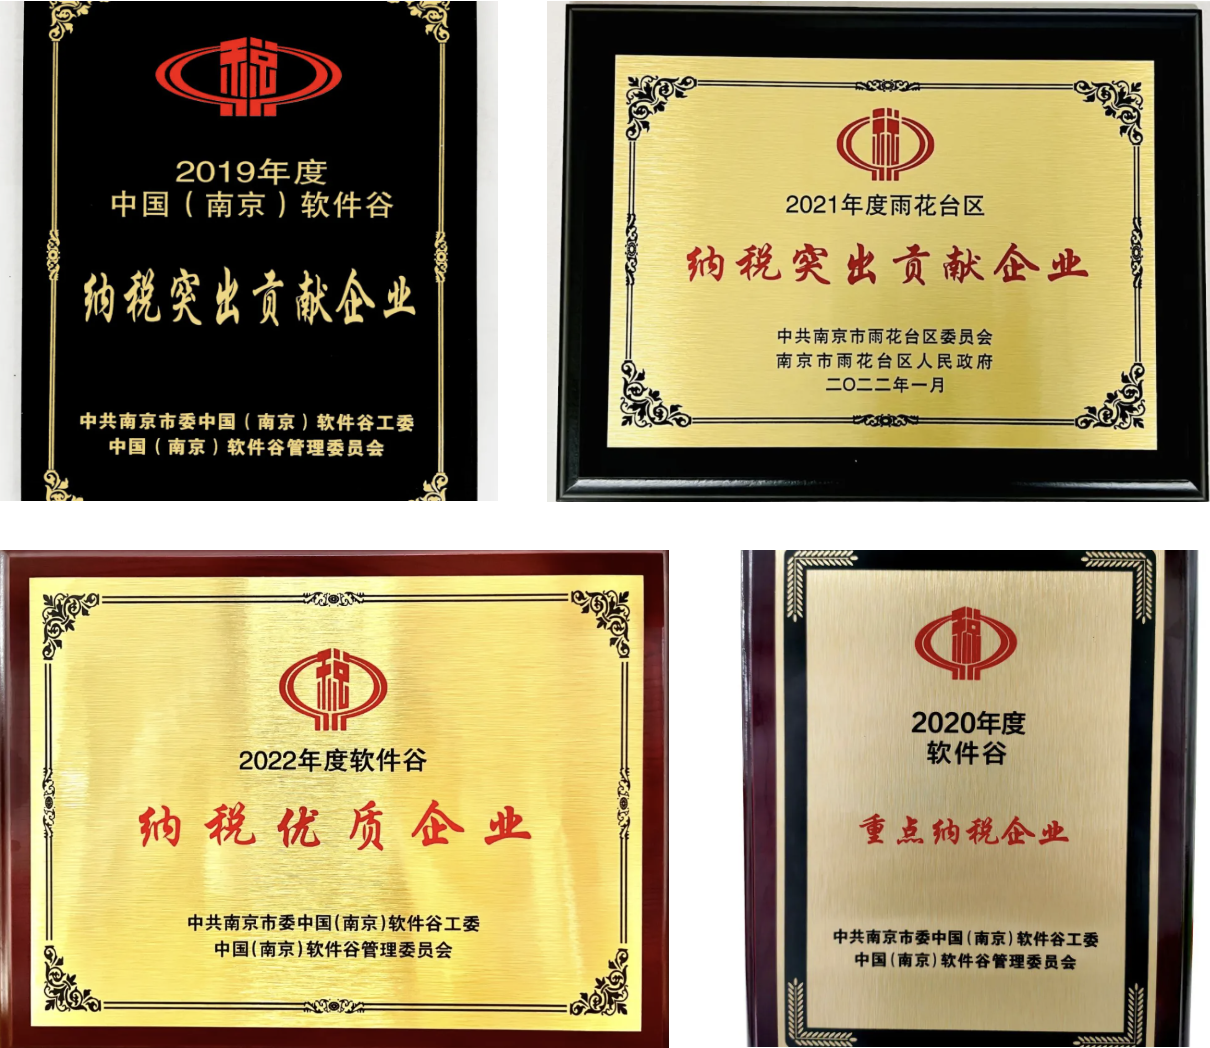 税
2019年度
中国（南京）软件谷
纳税突出贡献企业
中共南京市委中国（南京）软件谷工委
中国（南京）软件谷管理委员会
税
2021年度雨花台区
纳税突出贡献企业
中共南京市雨花台区委员会
南京市雨花台区人民政府
二〇二二年一月
税
2022年度软件谷
纳税优质企业
中共南京市委中国(南京)软件谷工委
中国(南京)软件谷管理委员会
税
2020年度
软件谷
重点纳税企业
中共南京市委中国(南京)软件谷工委
中国(南京)软件谷管理委员会